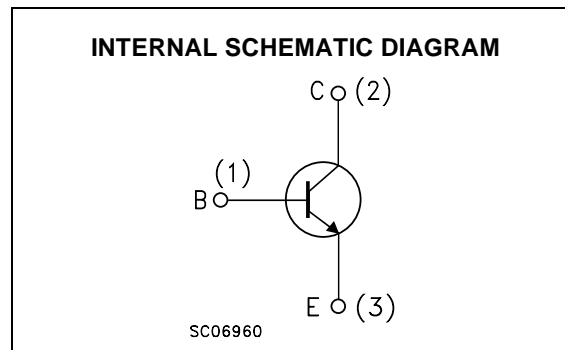 INTERNAL SCHEMATIC DIAGRAM
C (2)
(1)
B
E (3)
SC06960